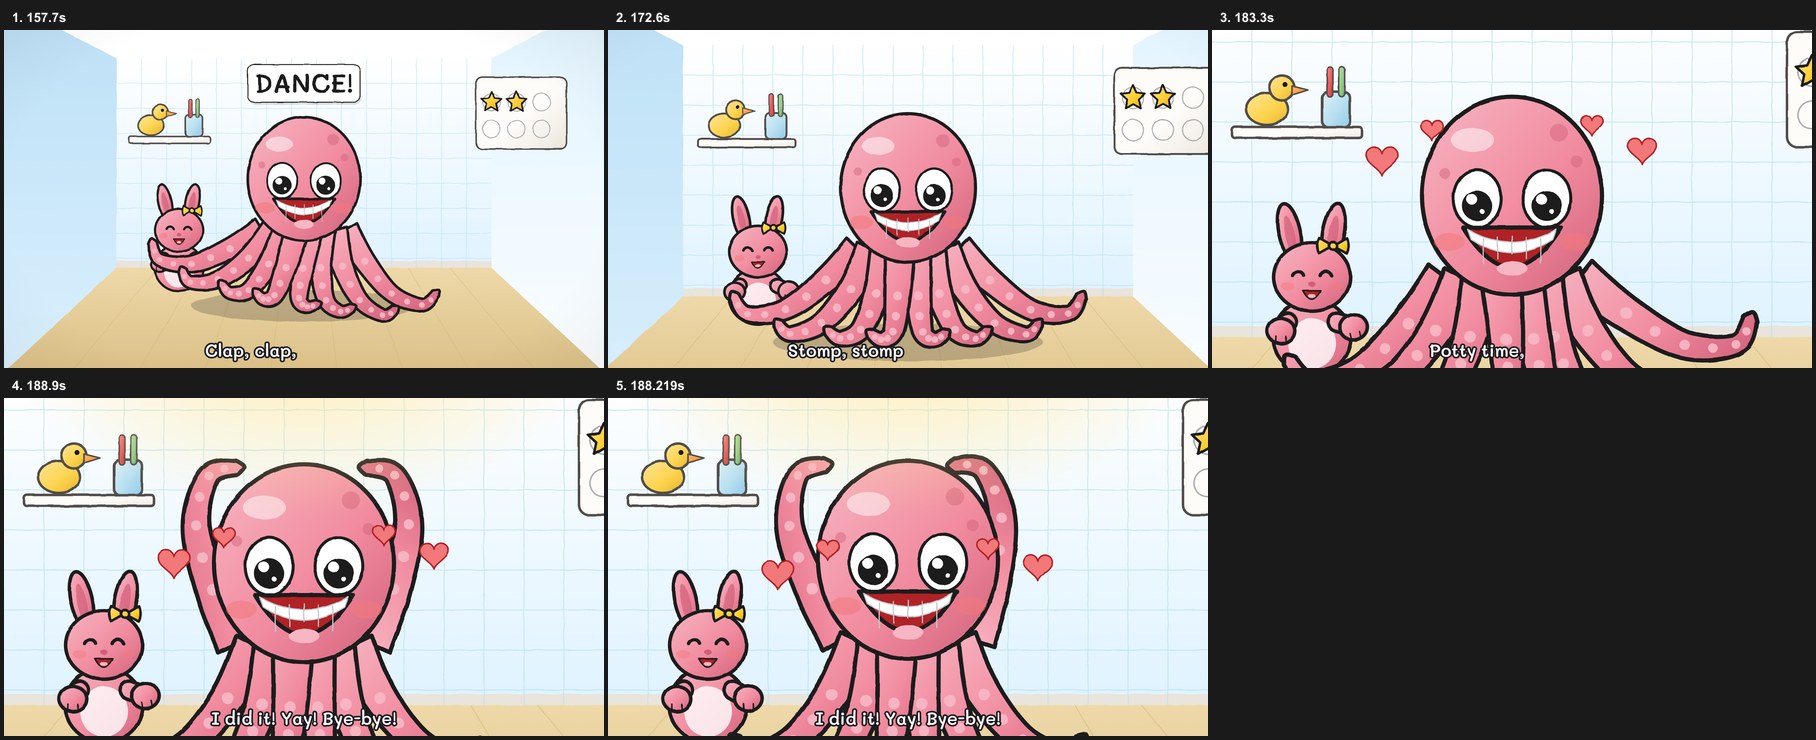 1. 157.7s
2. 172.6s
3. 183.3s
DANCE!
Clap, clap,
Stomp, stomp
Potty time,
4. 188.9s
5. 188.219s
I did it! Yay! Bye-bye!
I did it! Yay! Bye-bye!